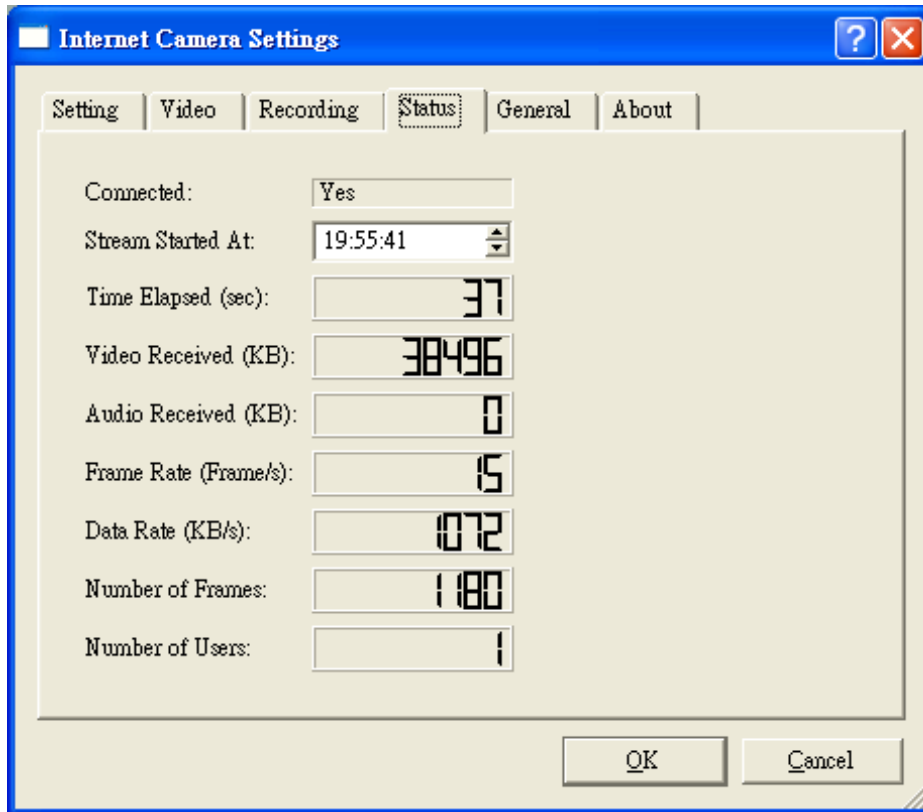 Internet Camera Settings
Setting Video Recording Status General About
Connected: Yes
Stream Started At: 19:55:41
Time Elapsed (sec): 37
Video Received (KB): 38496
Audio Received (KB): 0
Frame Rate (Frame/s): 15
Data Rate (KB/s): 1072
Number of Frames: 1180
Number of Users: 1
OK Cancel